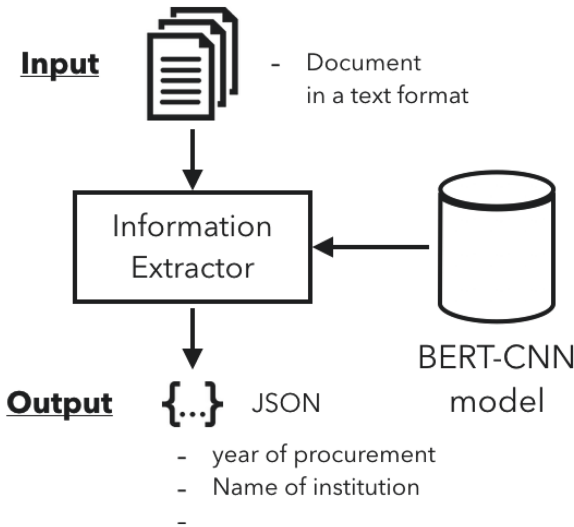 Input
- Document
in a text format
Information
Extractor
BERT-CNN
model
Output
{...} JSON
- year of procurement
- Name of institution
-